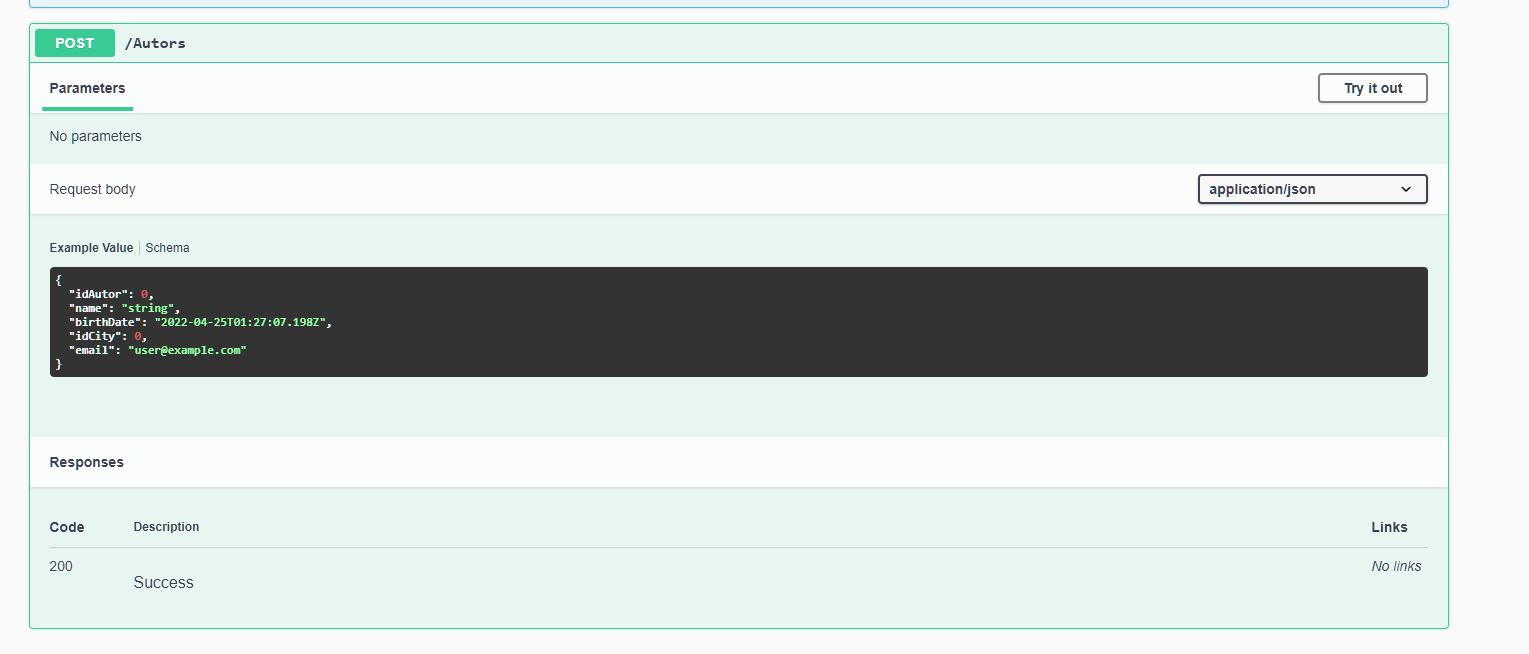 POST /Autors
Parameters
Try it out
No parameters
Request body
application/json
Example Value Schema
{
  "idAutor": 0,
  "name": "string",
  "birthDate": "2022-04-25T01:27:07.198Z",
  "idCity": 0,
  "email": "user@example.com"
}
Responses
Code Description Links
200 Success No links